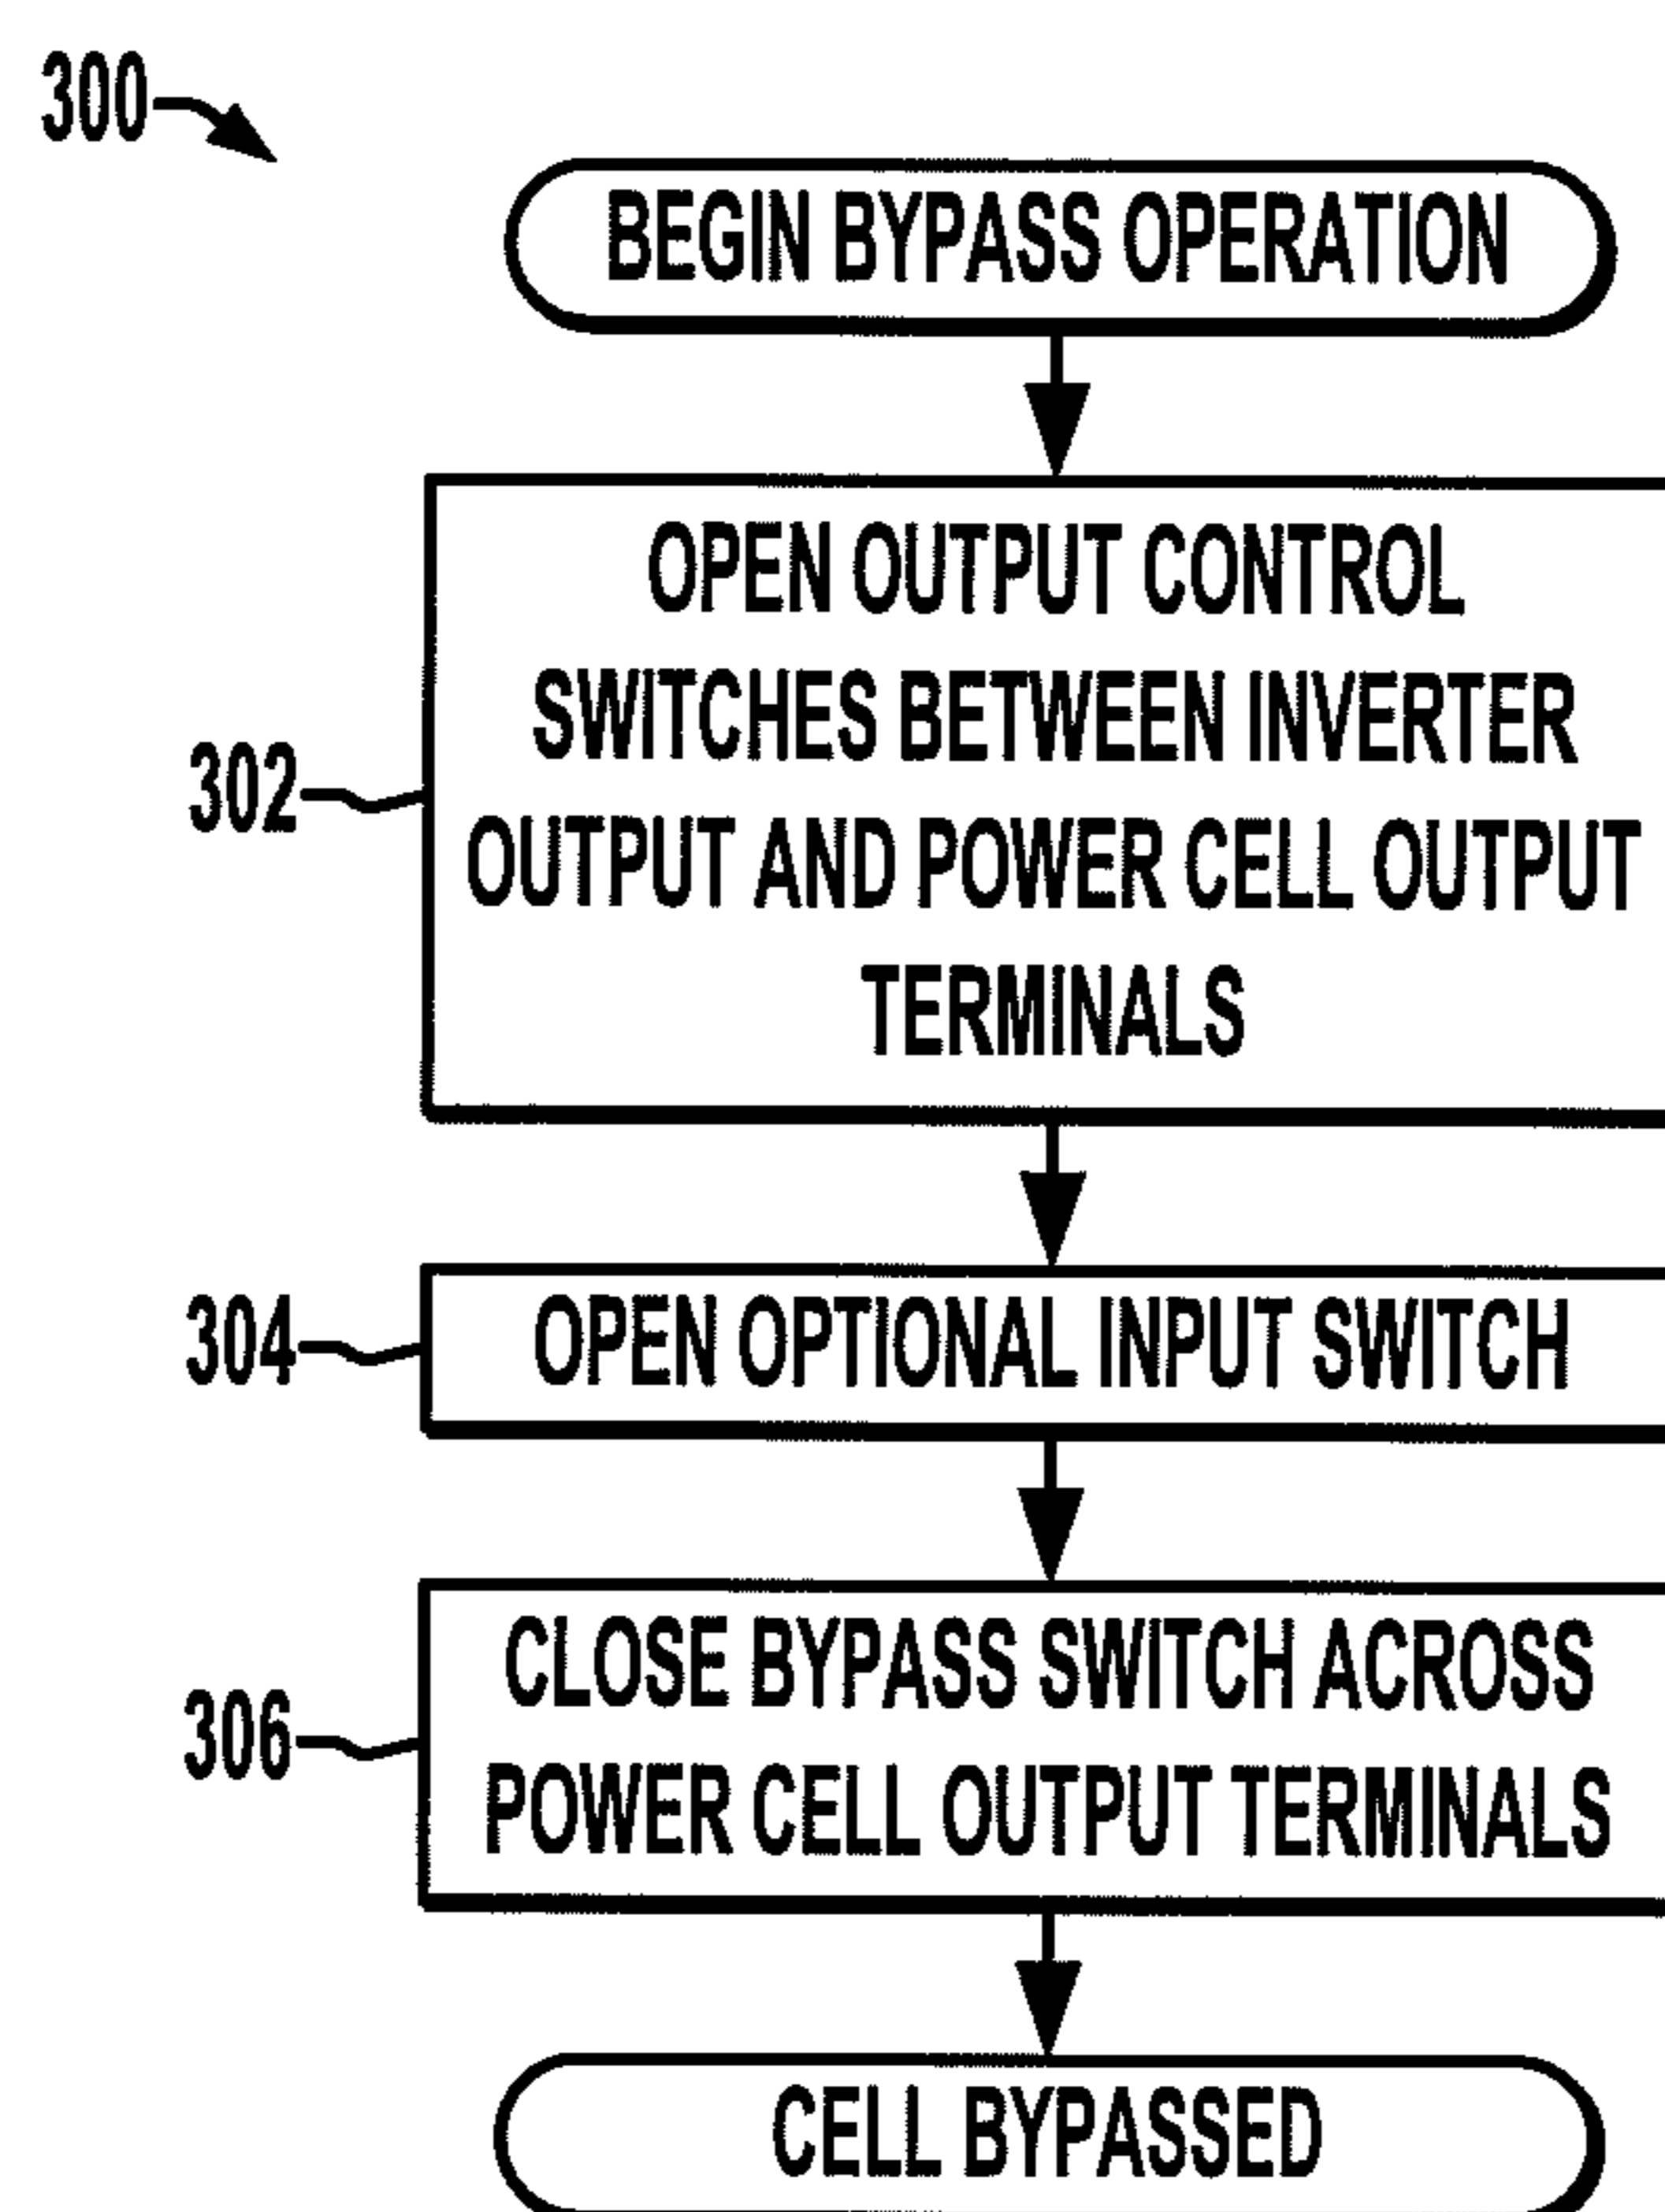 300
BEGIN BYPASS OPERATION
OPEN OUTPUT CONTROL
SWITCHES BETWEEN INVERTER
302
OUTPUT AND POWER CELL OUTPUT
TERMINALS
304
OPEN OPTIONAL INPUT SWITCH
CLOSE BYPASS SWITCH ACROSS
306
POWER CELL OUTPUT TERMINALS
CELL BYPASSED